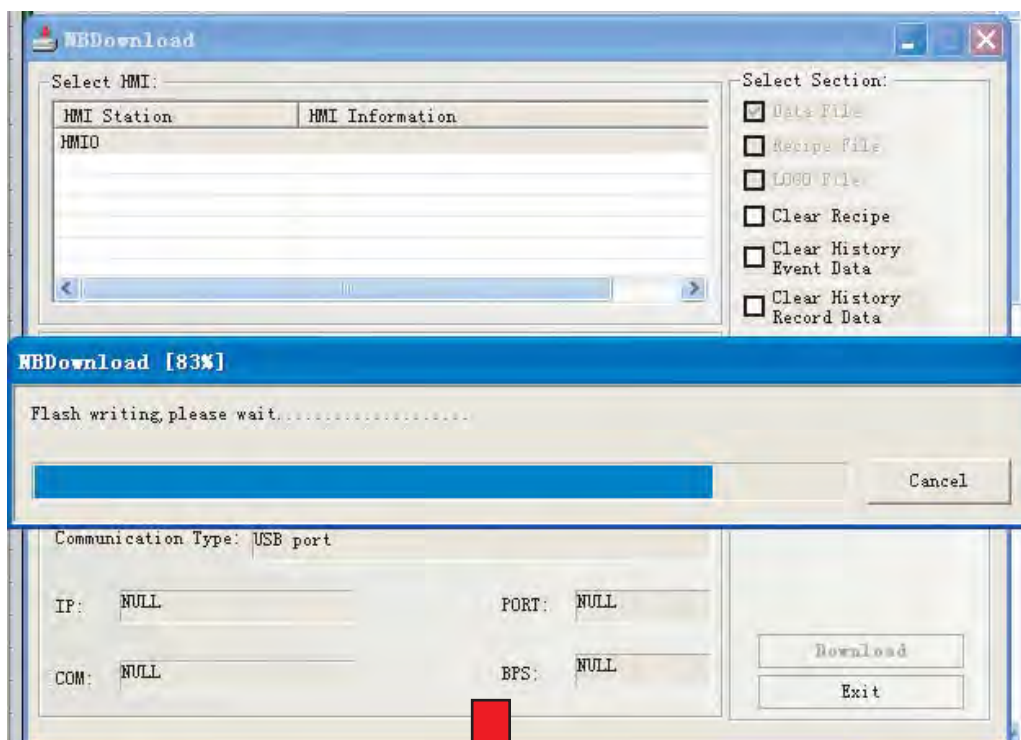 NBDownload
Select HMI:
HMI Station HMI Information
HMI0
Select Section:
Data File
Recipe File
LOGO File
Clear Recipe
Clear History
Event Data
Clear History
Record Data
NBDownload [83%]
Flash writing,please wait.....................
Cancel
Communication Type: USB port
IP: NULL PORT: NULL
COM: NULL BPS: NULL
Download
Exit